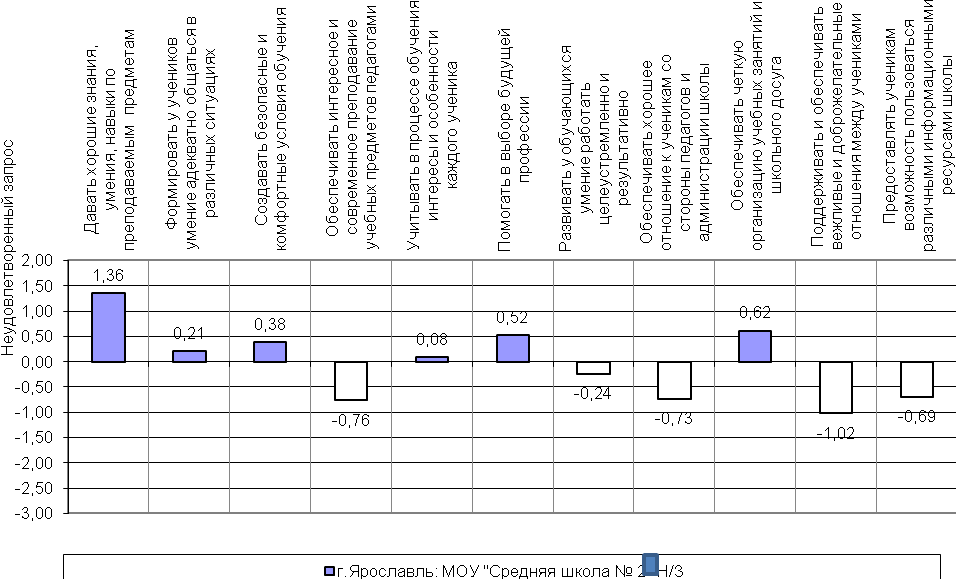 Давать хорошие знания,
умения, навыки по
преподаваемым предметам
Формировать у учеников
умение адекватно общаться в
различных ситуациях
Создавать безопасные и
комфортные условия обучения
Обеспечивать интересное и
современное преподавание
учебных предметов педагогами
Учитывать в процессе обучения
интересы и особенности
каждого ученика
Помогать в выборе будущей
профессии
Развивать у обучающихся
умение работать
целеустремленно и
результативно
Обеспечивать хорошее
отношение к ученикам со
стороны педагогов и
администрации школы
Обеспечивать четкую
организацию учебных занятий и
школьного досуга
Поддерживать и обеспечивать
вежливые и доброжелательные
отношения между учениками
Предоставлять ученикам
возможность пользоваться
различными информационными
ресурсами школы
Неудовлетворенный запрос
2,00
1,50
1,00
0,50
0,00
-0,50
-1,00
-1,50
-2,00
-2,50
-3,00
1,36
0,21
0,38
-0,76
0,08
0,52
-0,24
-0,73
0,62
-1,02
-0,69
г.Ярославль: МОУ "Средняя школа № Н/З